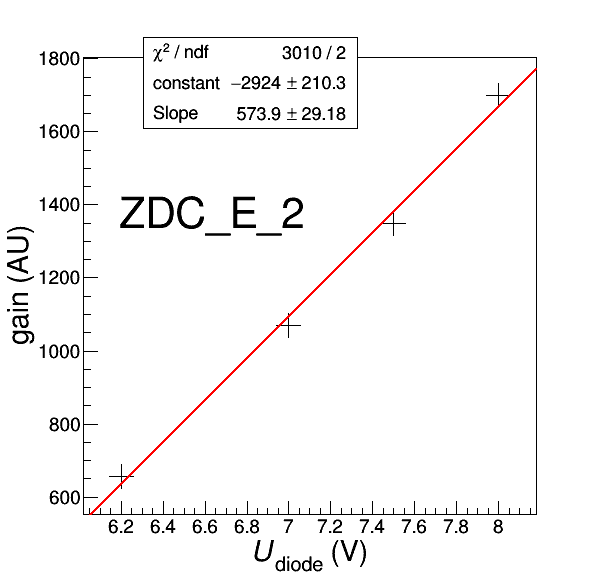 χ² / ndf 3010 / 2
constant −2924 ± 210.3
Slope 573.9 ± 29.18
ZDC_E_2
gain (AU)
1800
1600
1400
1200
1000
800
600
6.2 6.4 6.6 6.8 7 7.2 7.4 7.6 7.8 8
U_diode (V)